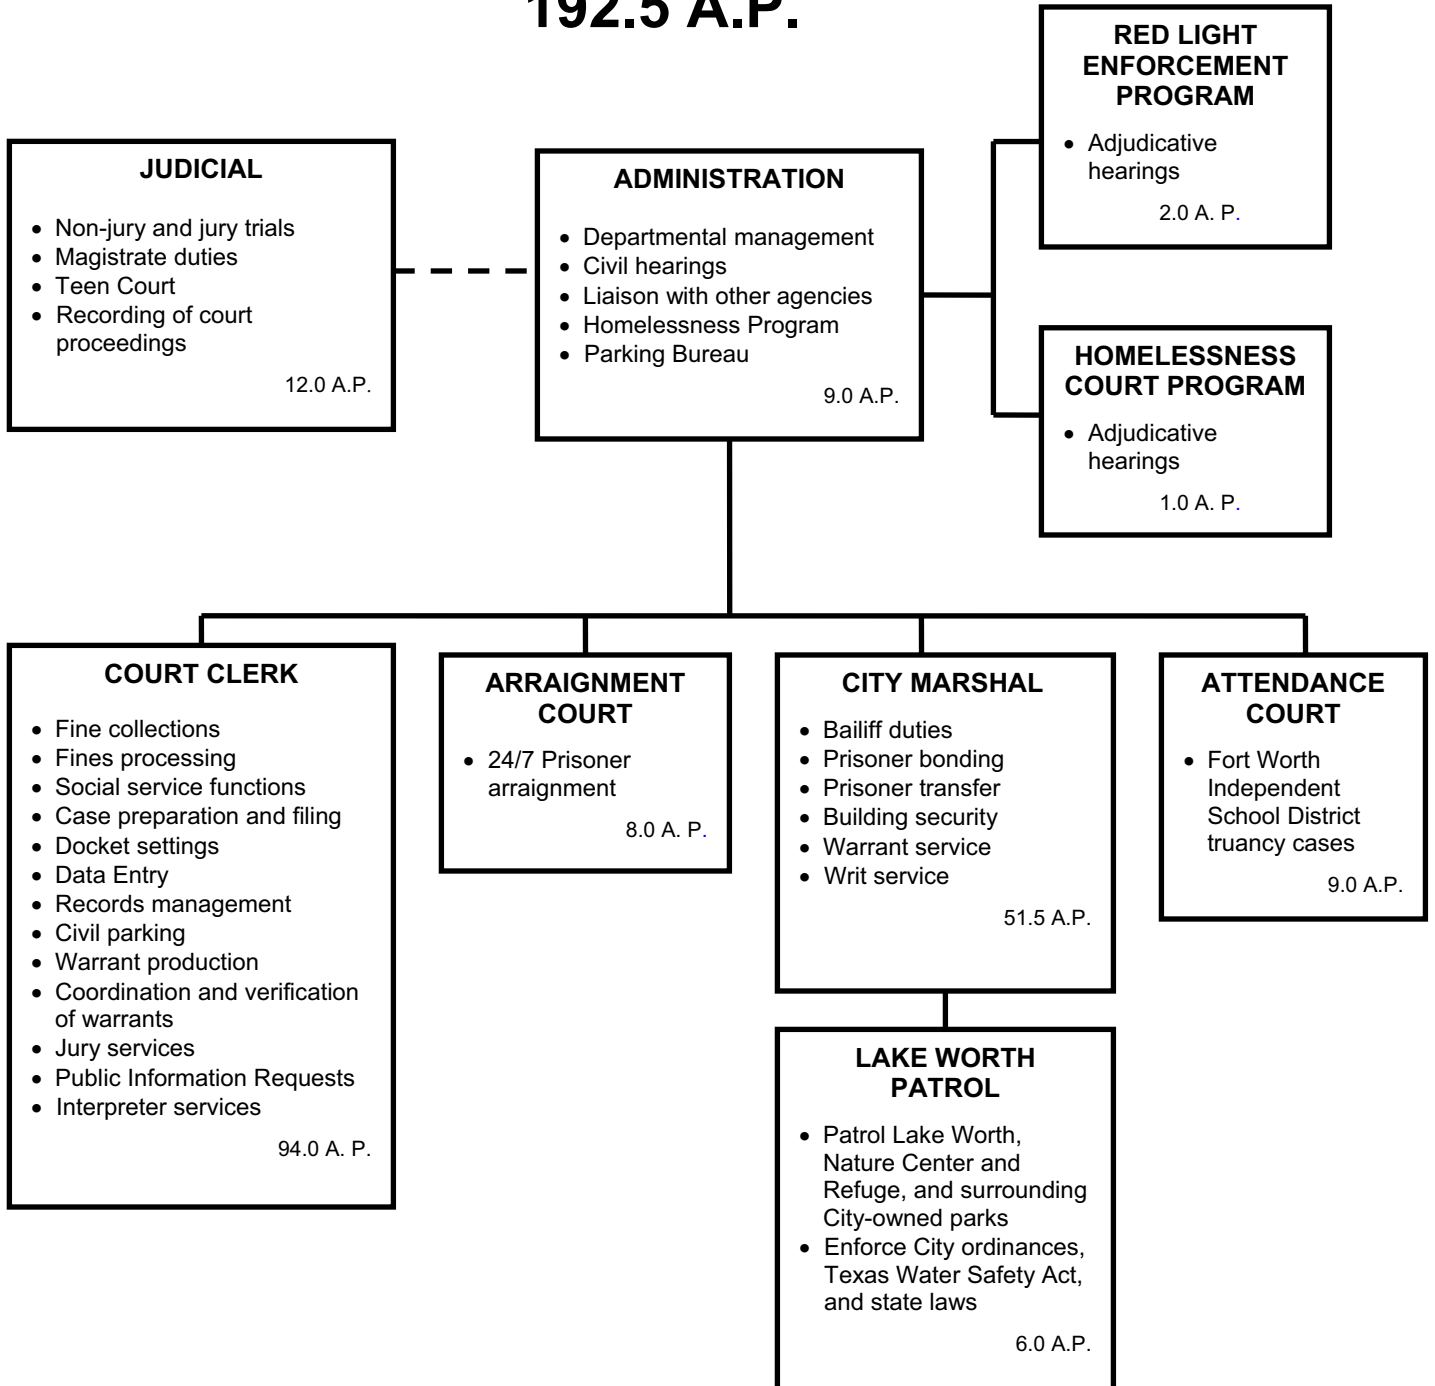 192.5 A.P.
RED LIGHT
ENFORCEMENT
PROGRAM
• Adjudicative
hearings
2.0 A. P.
JUDICIAL
• Non-jury and jury trials
• Magistrate duties
• Teen Court
• Recording of court
proceedings
12.0 A.P.
ADMINISTRATION
• Departmental management
• Civil hearings
• Liaison with other agencies
• Homelessness Program
• Parking Bureau
9.0 A.P.
HOMELESSNESS
COURT PROGRAM
• Adjudicative
hearings
1.0 A. P.
COURT CLERK
• Fine collections
• Fines processing
• Social service functions
• Case preparation and filing
• Docket settings
• Data Entry
• Records management
• Civil parking
• Warrant production
• Coordination and verification
of warrants
• Jury services
• Public Information Requests
• Interpreter services
94.0 A. P.
ARRAIGNMENT
COURT
• 24/7 Prisoner
arraignment
8.0 A. P.
CITY MARSHAL
• Bailiff duties
• Prisoner bonding
• Prisoner transfer
• Building security
• Warrant service
• Writ service
51.5 A.P.
ATTENDANCE
COURT
• Fort Worth
Independent
School District
truancy cases
9.0 A.P.
LAKE WORTH
PATROL
• Patrol Lake Worth,
Nature Center and
Refuge, and surrounding
City-owned parks
• Enforce City ordinances,
Texas Water Safety Act,
and state laws
6.0 A.P.